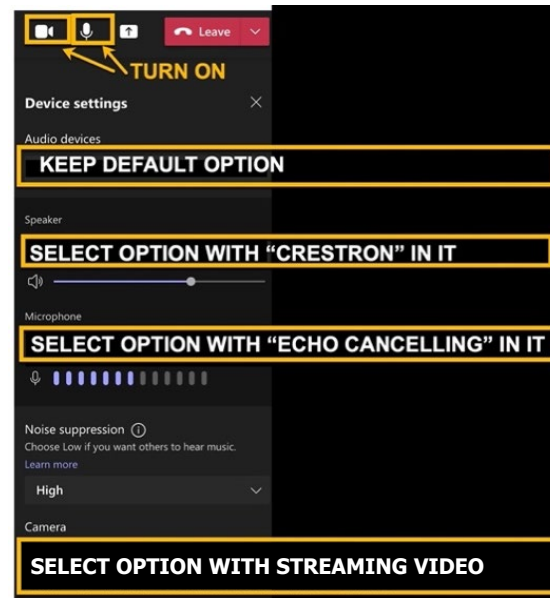 Leave
TURN ON
Device settings
Audio devices
KEEP DEFAULT OPTION
Speaker
SELECT OPTION WITH “CRESTRON” IN IT
Microphone
SELECT OPTION WITH “ECHO CANCELLING” IN IT
Noise suppression
Choose Low if you want others to hear music.
Learn more
High
Camera
SELECT OPTION WITH STREAMING VIDEO